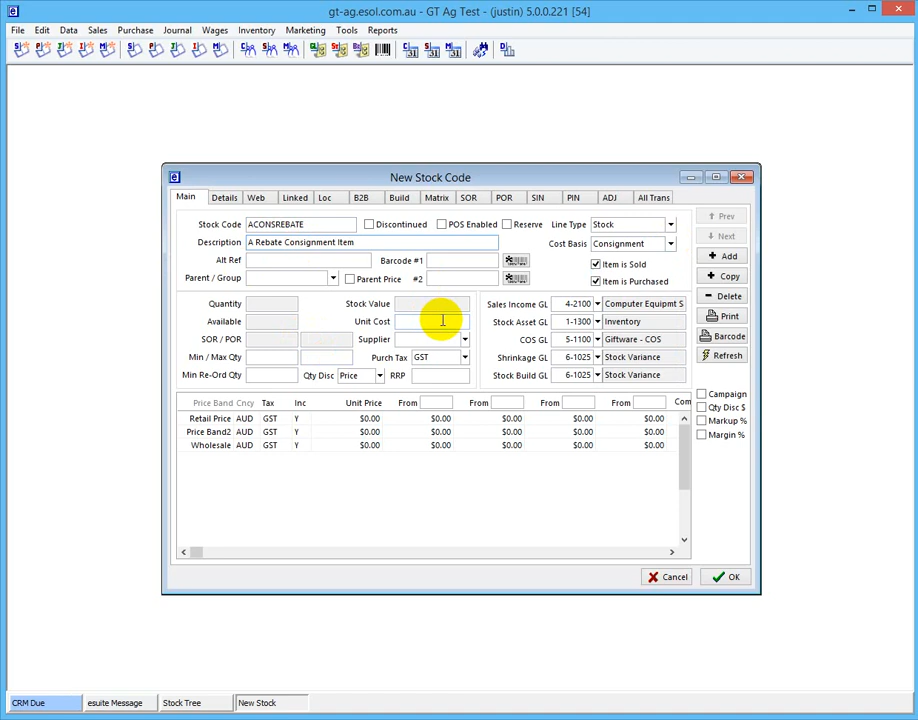 gt-ag.esol.com.au - GT Ag Test - (justin) 5.0.0.221 [54]
File Edit Data Sales Purchase Journal Wages Inventory Marketing Tools Reports
New Stock Code
Main Details Web Linked Loc B2B Build Matrix SOR POR SIN PIN ADJ All Trans
Stock Code ACONSREBATE Discontinued POS Enabled Reserve Line Type Stock
Description A Rebate Consignment Item Cost Basis Consignment
Alt Ref Barcode #1 Item is Sold
Parent / Group Parent Price #2 Item is Purchased
Quantity Stock Value Sales Income GL 4-2100 Computer Equipmt S
Available Unit Cost Stock Asset GL 1-1300 Inventory
SOR / POR Supplier COS GL 5-1100 Giftware - COS
Min / Max Qty Purch Tax GST Shrinkage GL 6-1025 Stock Variance
Min Re-Ord Qty Qty Disc Price RRP Stock Build GL 6-1025 Stock Variance
Price Band Cncy Tax Inc Unit Price From From From From Com
Retail Price AUD GST Y $0.00 $0.00 $0.00 $0.00 $0.00
Price Band2 AUD GST Y $0.00 $0.00 $0.00 $0.00 $0.00
Wholesale AUD GST Y $0.00 $0.00 $0.00 $0.00 $0.00
Prev
Next
Add
Copy
Delete
Print
Barcode
Refresh
Campaign
Qty Disc $
Markup %
Margin %
Cancel OK
CRM Due esuite Message Stock Tree New Stock